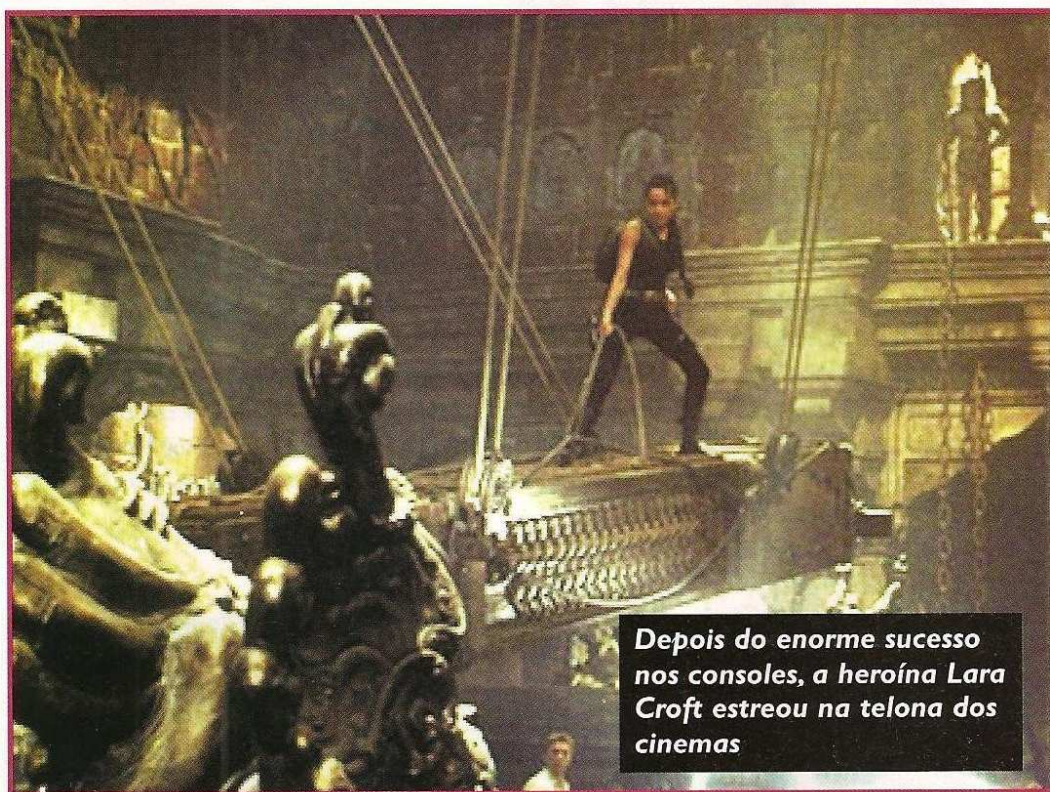 Depois do enorme sucesso
nos consoles, a heroína Lara
Croft estreou na telona dos
cinemas